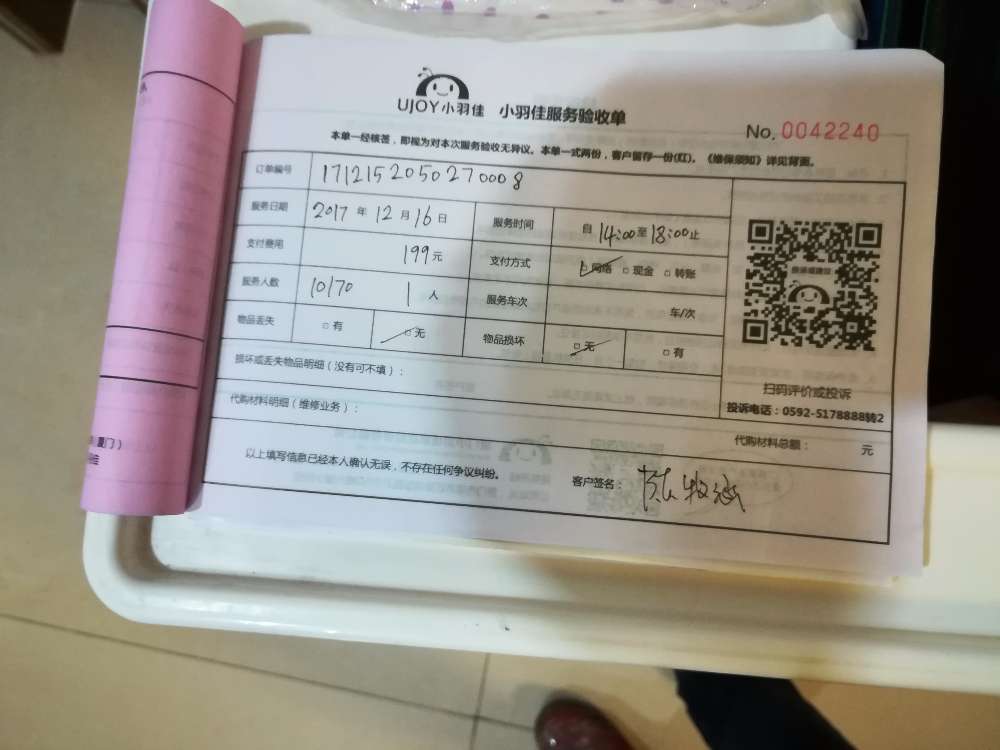 UJOY小羽佳 小羽佳服务验收单
No. 0042240
本单一经核签，即视为对本次服务验收无异议。本单一式两份，客户留存一份(红)。《维保须知》详见背面。
订单编号 1712152050270008
服务日期 2017 年 12 月 16 日 服务时间 自 14:00 至 18:00 止
支付费用 199 元 支付方式 □网络 □现金 □转账
服务人数 10170 1 人 服务车次 车/次
物品丢失 □有 □无 物品损坏 □无 □有
损坏或丢失物品明细（没有可不填）：
扫码评价或投诉
投诉电话：0592-5178888转2
代购材料明细（维修业务）： 代购材料总额： 元
以上填写信息已经本人确认无误，不存在任何争议纠纷。 客户签名：
厦门）